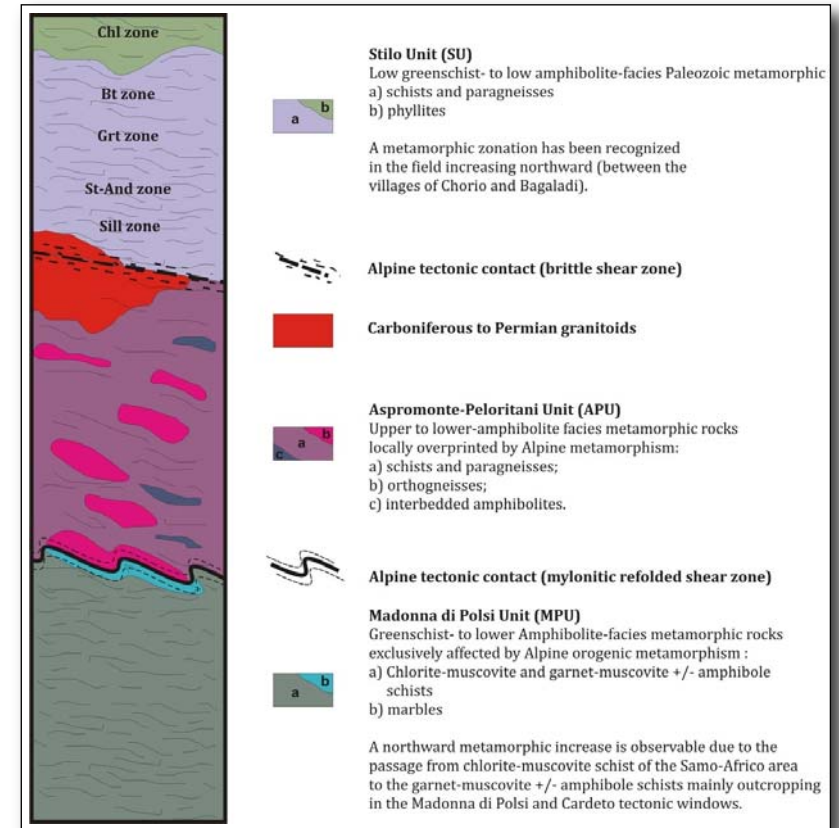 Chl zone
Bt zone
Grt zone
St-And zone
Sill zone
b
a
Stilo Unit (SU)
Low greenschist- to low amphibolite-facies Paleozoic metamorphic
a) schists and paragneisses
b) phyllites
A metamorphic zonation has been recognized
in the field increasing northward (between the
villages of Chorio and Bagaladi).
Alpine tectonic contact (brittle shear zone)
Carboniferous to Permian granitoids
b
a
c
Aspromonte-Peloritani Unit (APU)
Upper to lower-amphibolite facies metamorphic rocks
locally overprinted by Alpine metamorphism:
a) schists and paragneisses;
b) orthogneisses;
c) interbedded amphibolites.
Alpine tectonic contact (mylonitic refolded shear zone)
b
a
Madonna di Polsi Unit (MPU)
Greenschist- to lower Amphibolite-facies metamorphic rocks
exclusively affected by Alpine orogenic metamorphism :
a) Chlorite-muscovite and garnet-muscovite +/- amphibole
schists
b) marbles
A northward metamorphic increase is observable due to the
passage from chlorite-muscovite schist of the Samo-Africo area
to the garnet-muscovite +/- amphibole schists mainly outcropping
in the Madonna di Polsi and Cardeto tectonic windows.